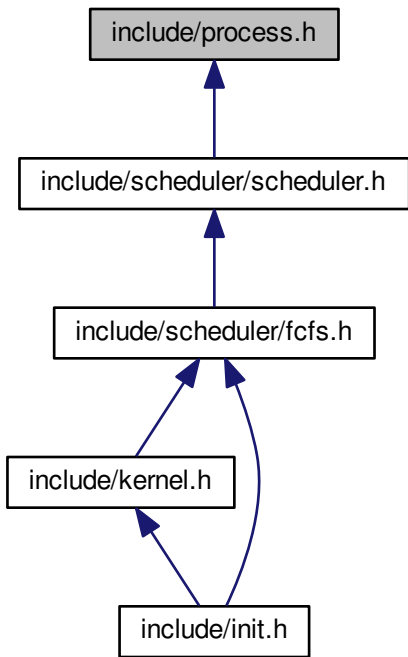 include/process.h
include/scheduler/scheduler.h
include/scheduler/fcfs.h
include/kernel.h
include/init.h